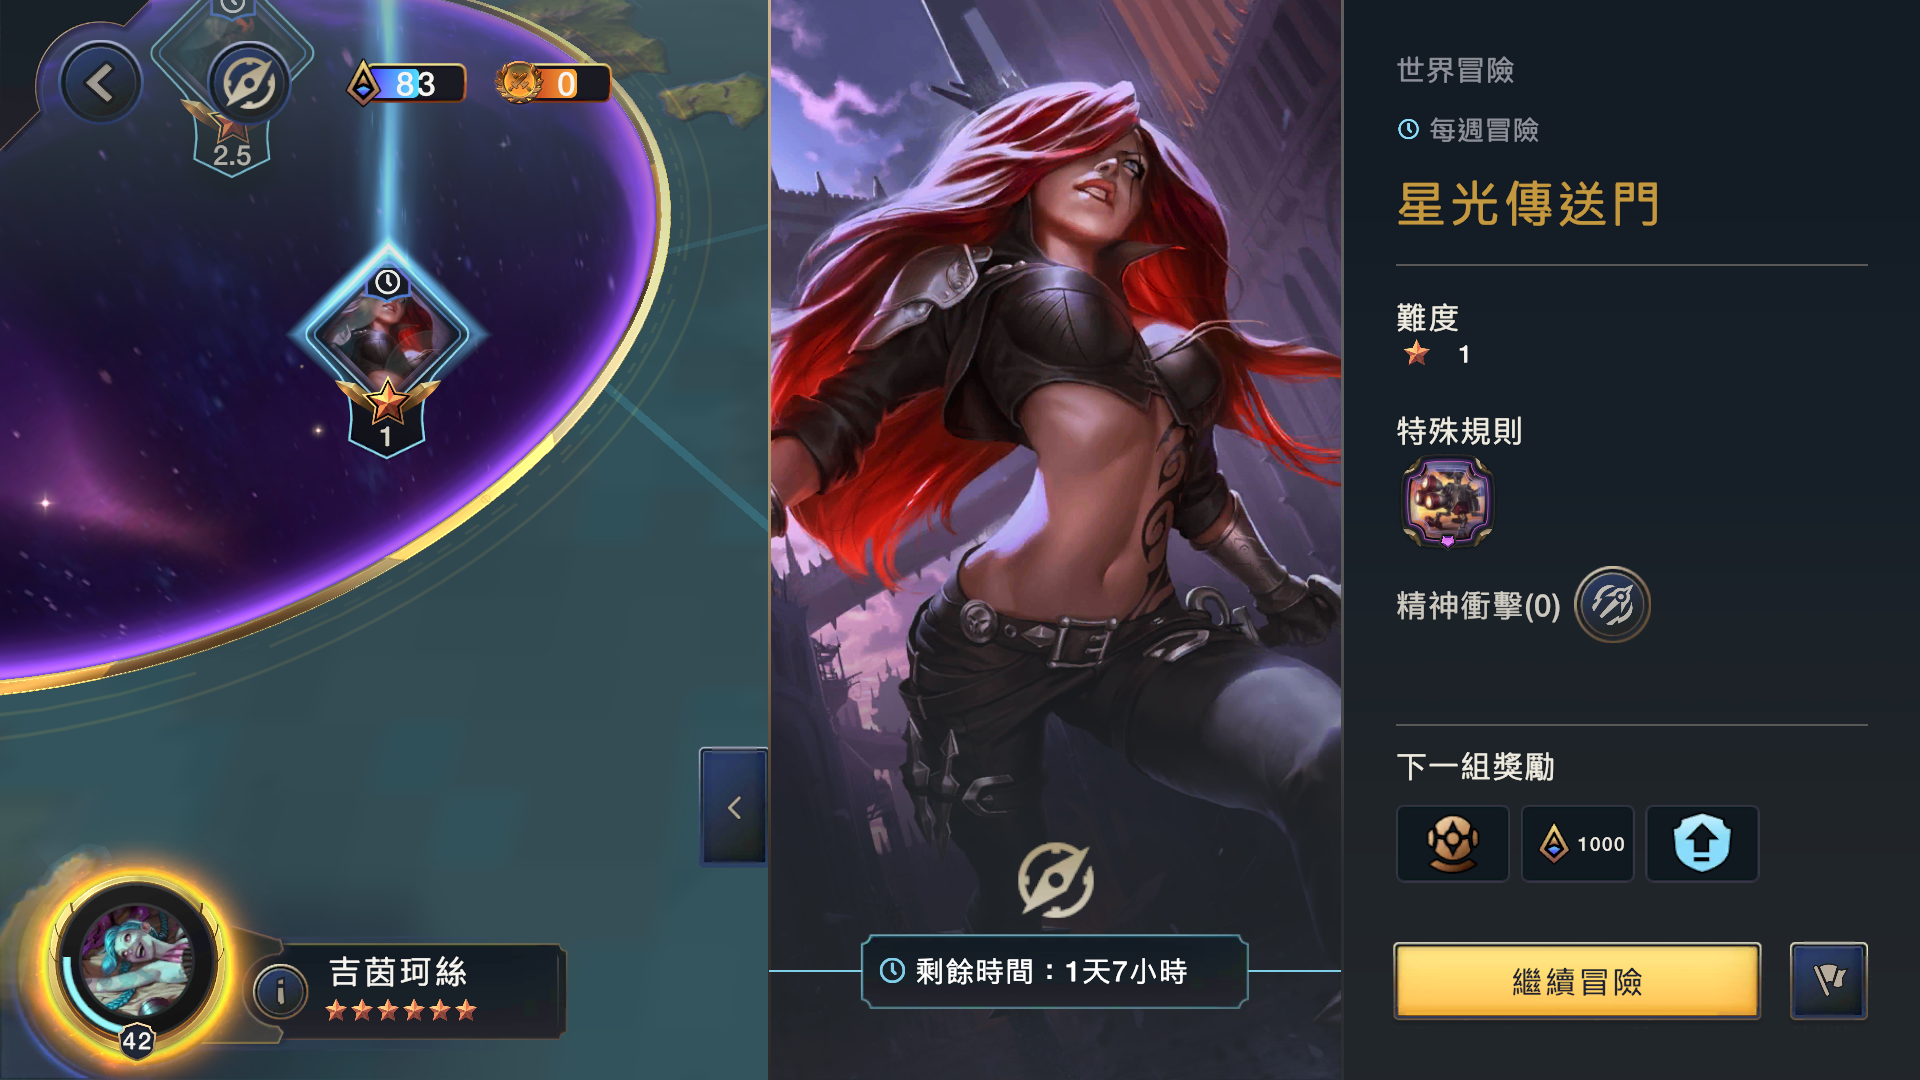 2.5
83
0
1
吉茵珂絲
42
剩餘時間：1天7小時
世界冒險
每週冒險
星光傳送門
難度
1
特殊規則
精神衝擊(0)
下一組獎勵
1000
繼續冒險